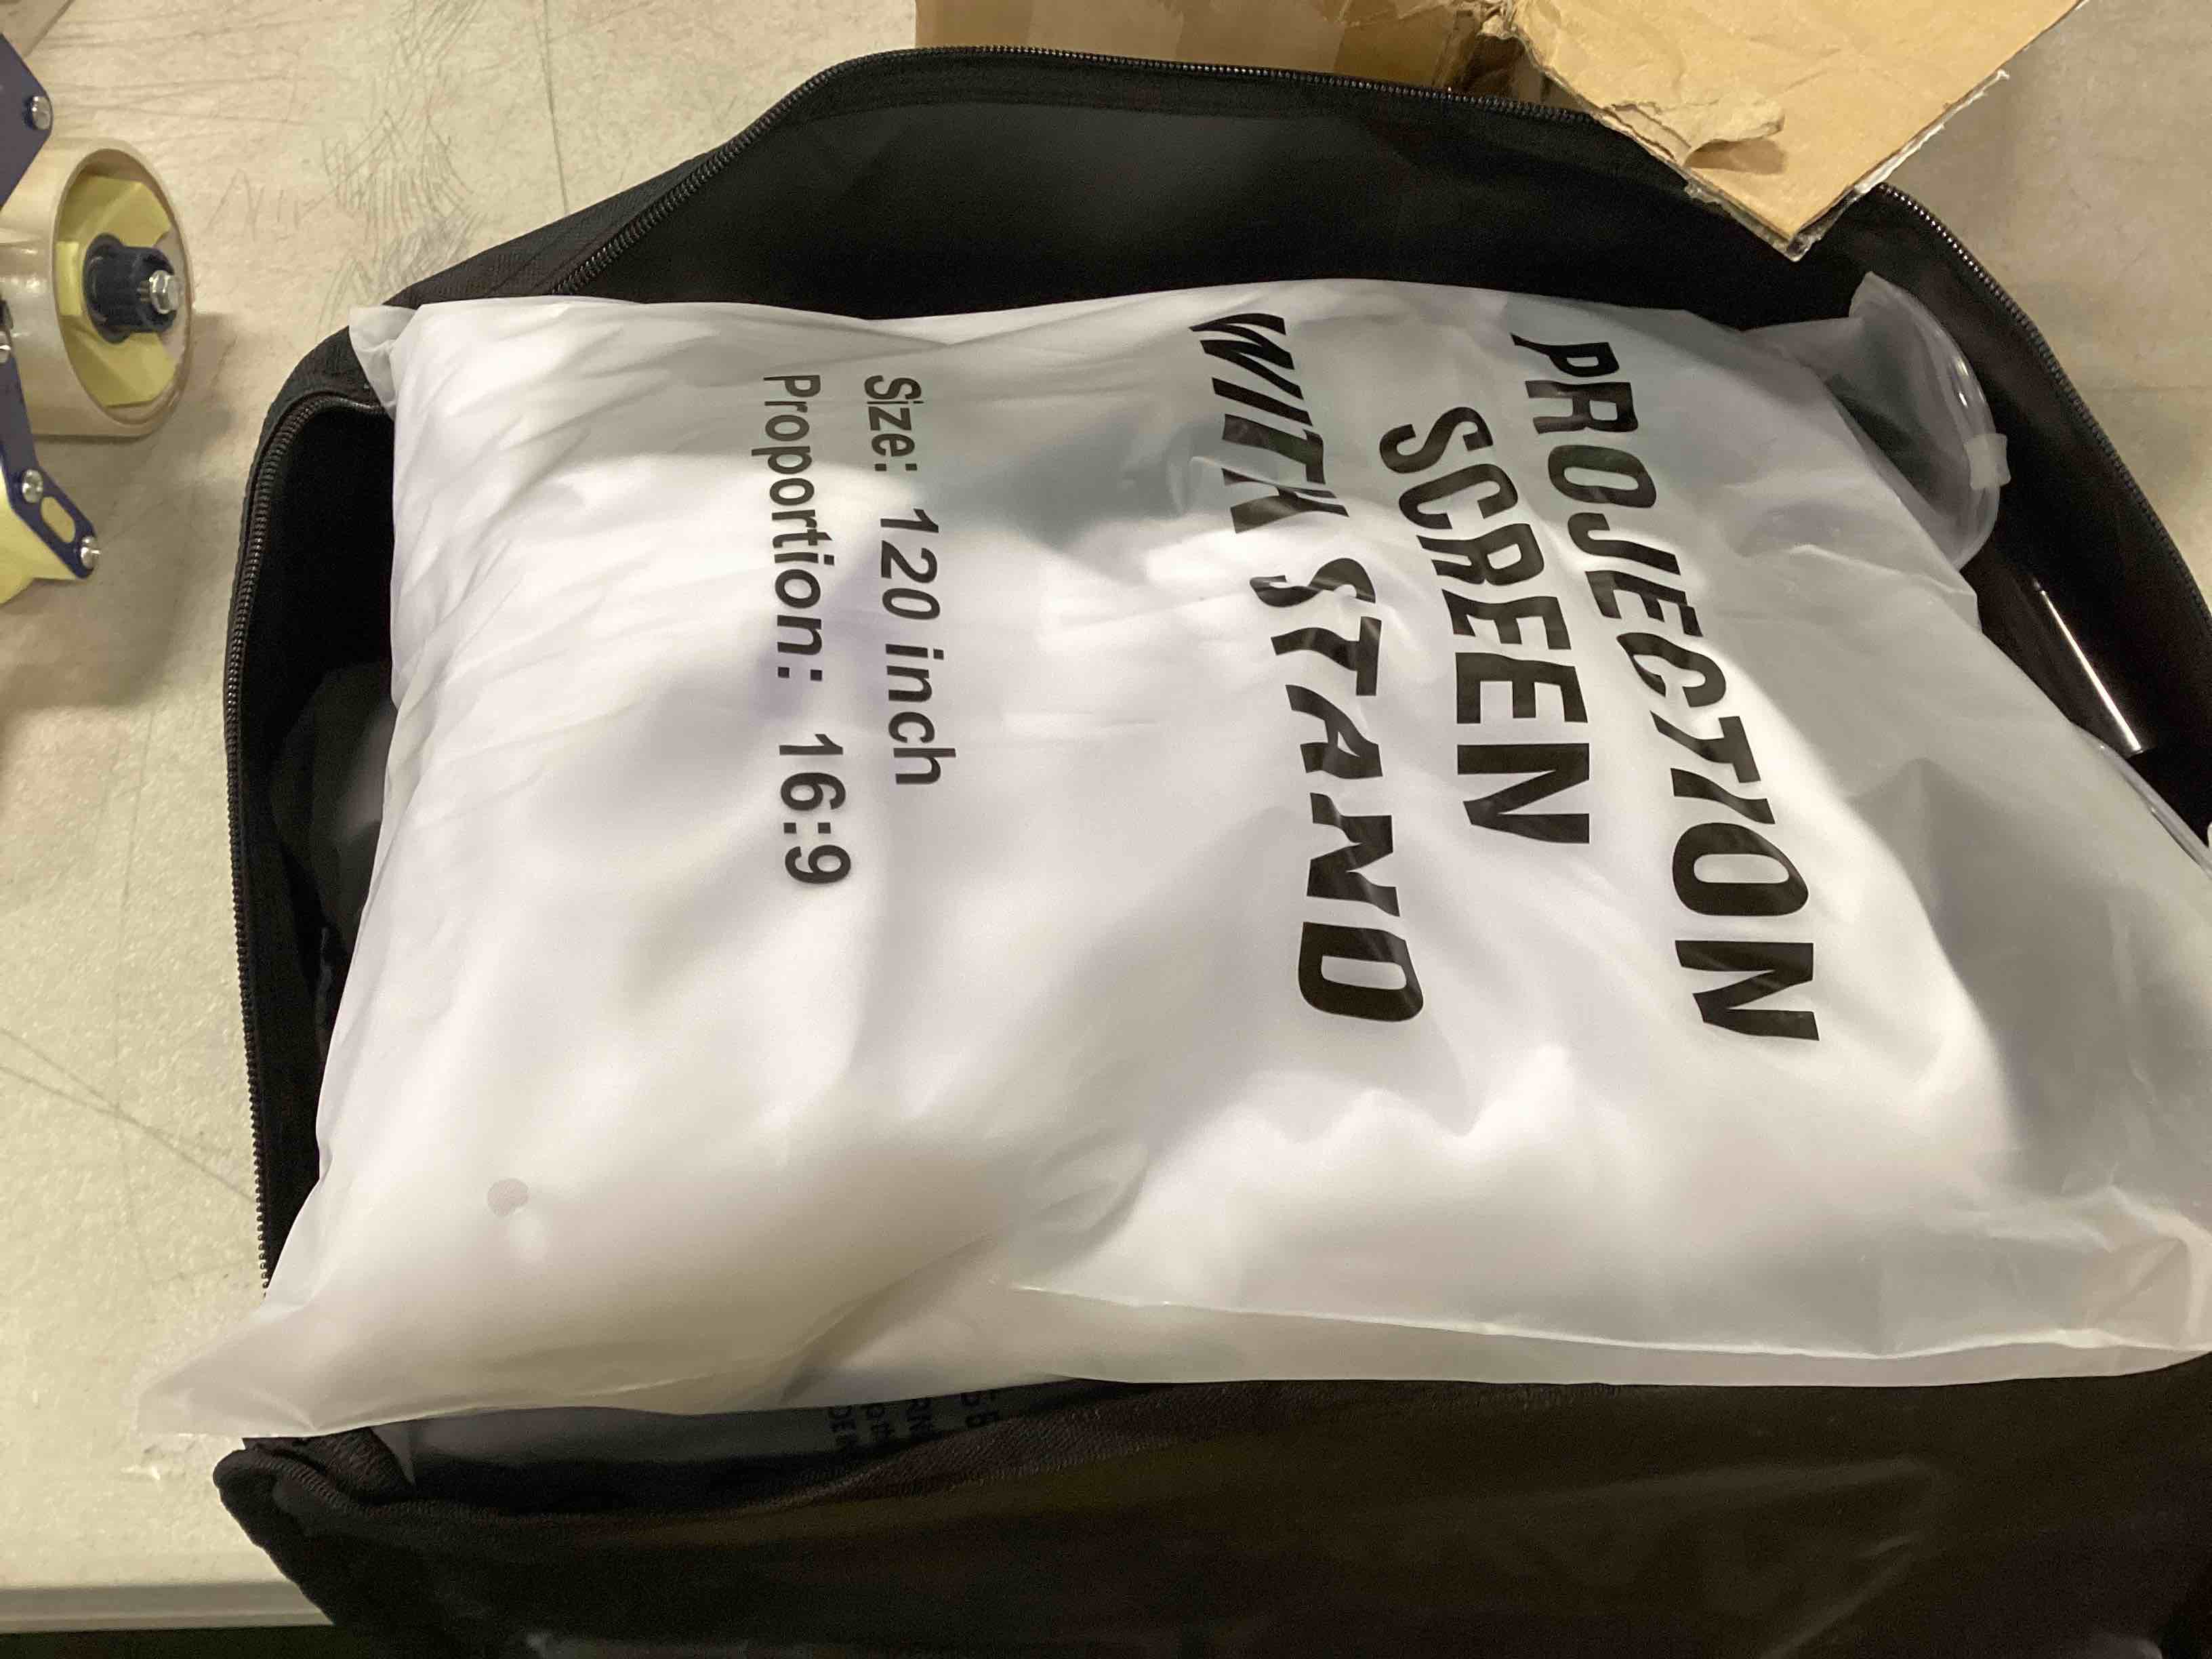 PROJECTION
SCREEN
WITH STAND
Size: 120 inch
Proportion: 16:9